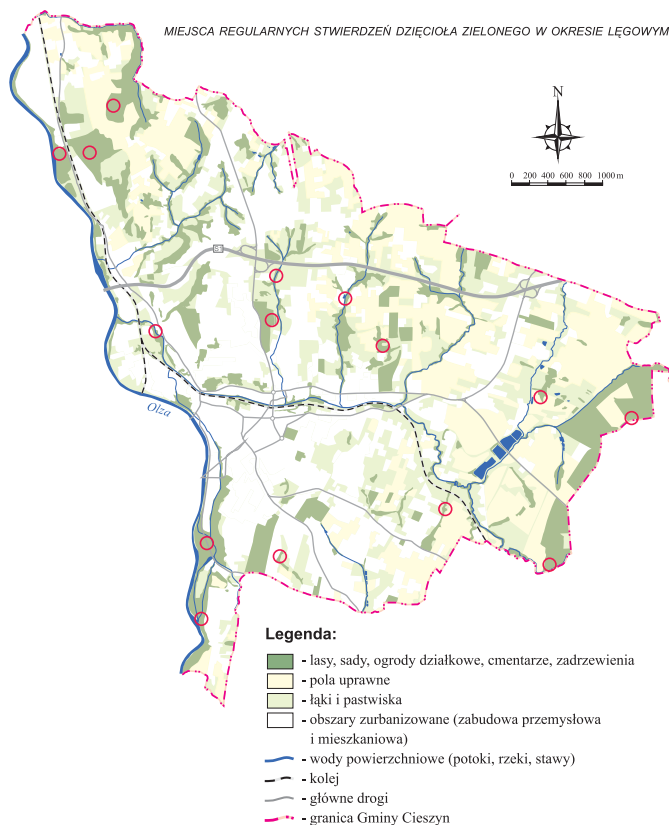 MIEJSCA REGULARNYCH STWIERDZEŃ DZIĘCIOŁA ZIELONEGO W OKRESIE LĘGOWYM
N
0 200 400 600 800 1000 m
S1
Olza
Legenda:
- lasy, sady, ogrody działkowe, cmentarze, zadrzewienia
- pola uprawne
- łąki i pastwiska
- obszary zurbanizowane (zabudowa przemysłowa
i mieszkaniowa)
- wody powierzchniowe (potoki, rzeki, stawy)
- kolej
- główne drogi
- granica Gminy Cieszyn